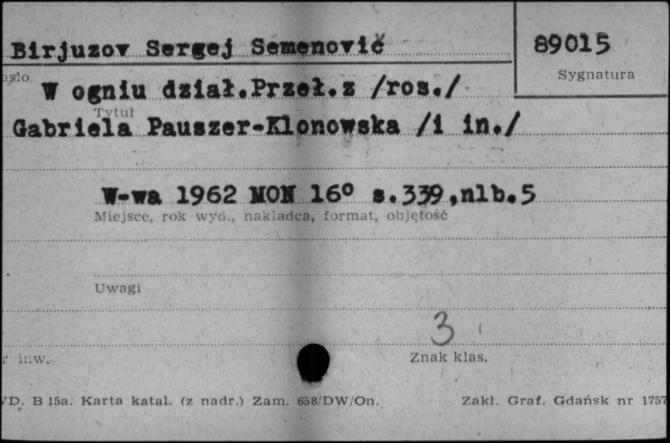 Birjuzov Sergej Semenovič
89015
Sygnatura
W ogniu dział.Przeł.z /ros./
Tytuł
Gabriela Pauszer-Klonowska /i in./
W-wa 1962 MON 16° s.339,nlb.5
Miejsce, rok wyd., nakładca, format, objętość
Uwagi
3
inw.
Znak klas.
D. B 15a. Karta katal. (z nadr.) Zam. 658/DW/On.
Zakł. Graf. Gdańsk nr 1757